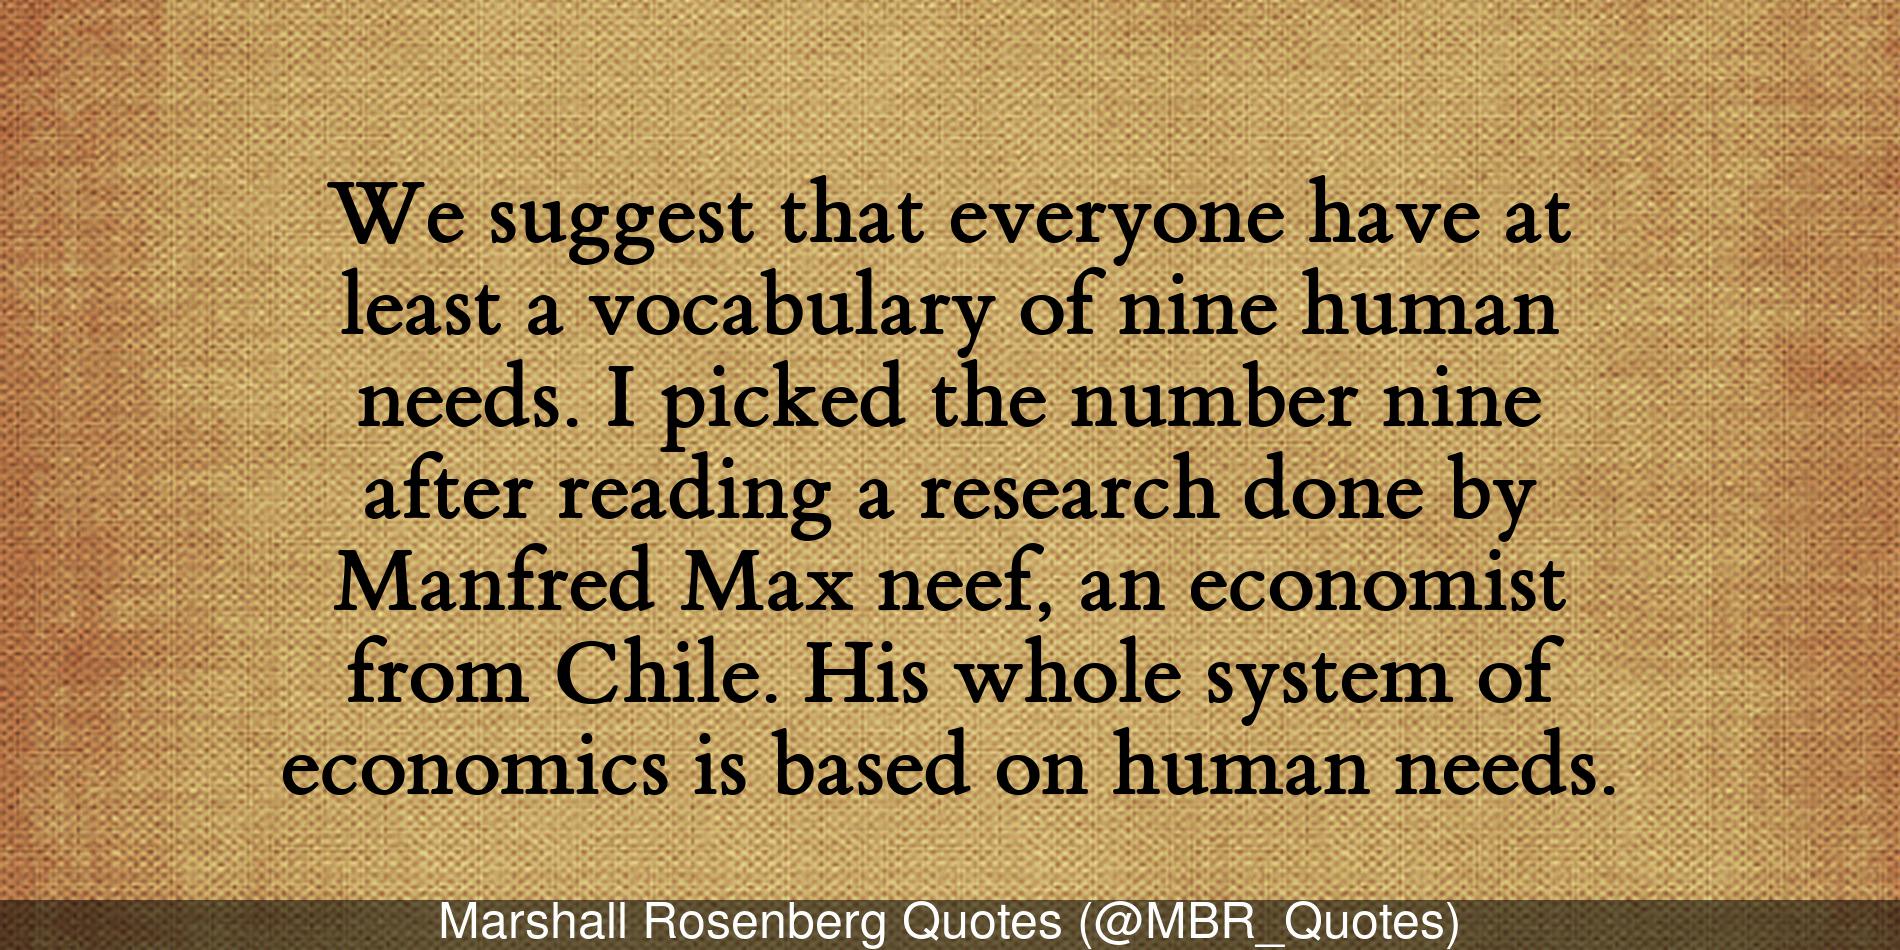 We suggest that everyone have at
least a vocabulary of nine human
needs. I picked the number nine
after reading a research done by
Manfred Max neef, an economist
from Chile. His whole system of
economics is based on human needs.
Marshall Rosenberg Quotes (@MBR_Quotes)